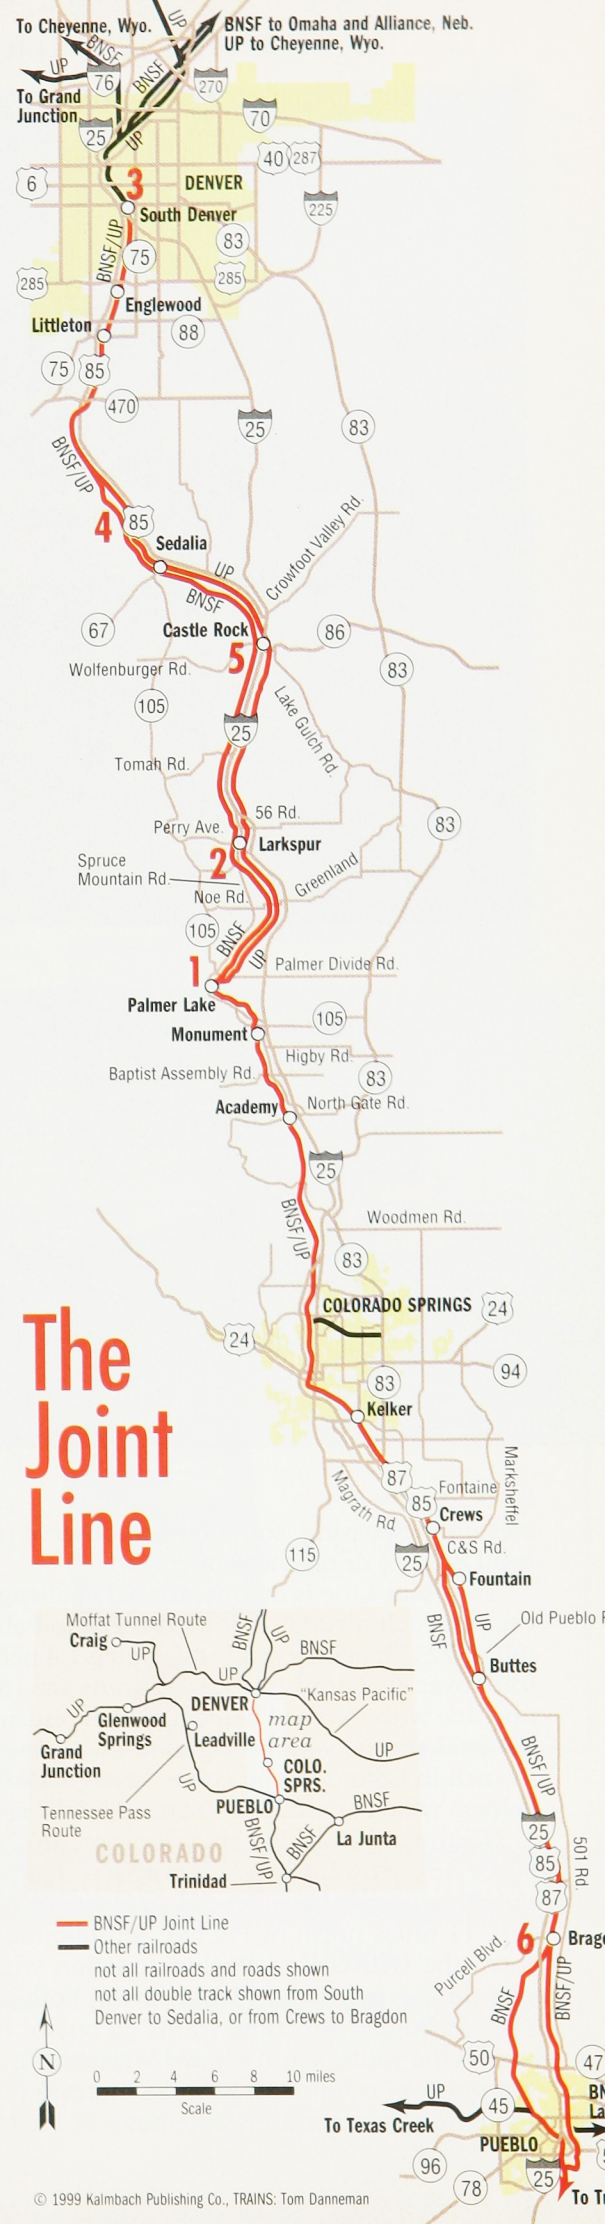 To Cheyenne, Wyo.
UP
BNSF to Omaha and Alliance, Neb.
UP to Cheyenne, Wyo.
BNSF
UP
76
BNSF
270
To Grand
Junction
70
25
UP
40
287
6
3
DENVER
225
South Denver
83
BNSF/UP
75
285
285
Englewood
Littleton
88
75
85
470
25
83
BNSF/UP
4
85
Crowfoot Valley Rd.
Sedalia
UP
BNSF
67
Castle Rock
86
5
Wolfenburger Rd.
83
105
Lake Gulch Rd.
25
Tomah Rd.
56 Rd.
Perry Ave.
83
Larkspur
2
Spruce
Mountain Rd.
Greenland
Noe Rd.
105
BNSF
UP
1
Palmer Divide Rd.
Palmer Lake
105
Monument
Higby Rd.
Baptist Assembly Rd.
83
Academy
North Gate Rd.
25
BNSF/UP
Woodmen Rd.
83
COLORADO SPRINGS
24
24
94
83
Kelker
The
Joint
Line
87
Marksheffel
Magrath Rd.
85
Fontaine
Crews
115
25
C&S Rd.
Fountain
BNSF
UP
Old Pueblo
Buttes
BNSF/UP
25
85
501 Rd.
87
6
Purcell Blvd.
BNSF
BNSF/UP
50
47
UP
45
To Texas Creek
PUEBLO
96
78
25
Moffat Tunnel Route
Craig
UP
BNSF
UP
BNSF
UP
DENVER
"Kansas Pacific"
UP
Glenwood
Springs
Leadville
map
area
Grand
Junction
COLO.
SPRS.
UP
UP
PUEBLO
BNSF
Tennessee Pass
Route
BNSF/UP
BNSF
La Junta
COLORADO
Trinidad
BNSF/UP Joint Line
Other railroads
not all railroads and roads shown
not all double track shown from South
Denver to Sedalia, or from Crews to Bragdon
N
0 2 4 6 8 10 miles
Scale
© 1999 Kalmbach Publishing Co., TRAINS: Tom Danneman